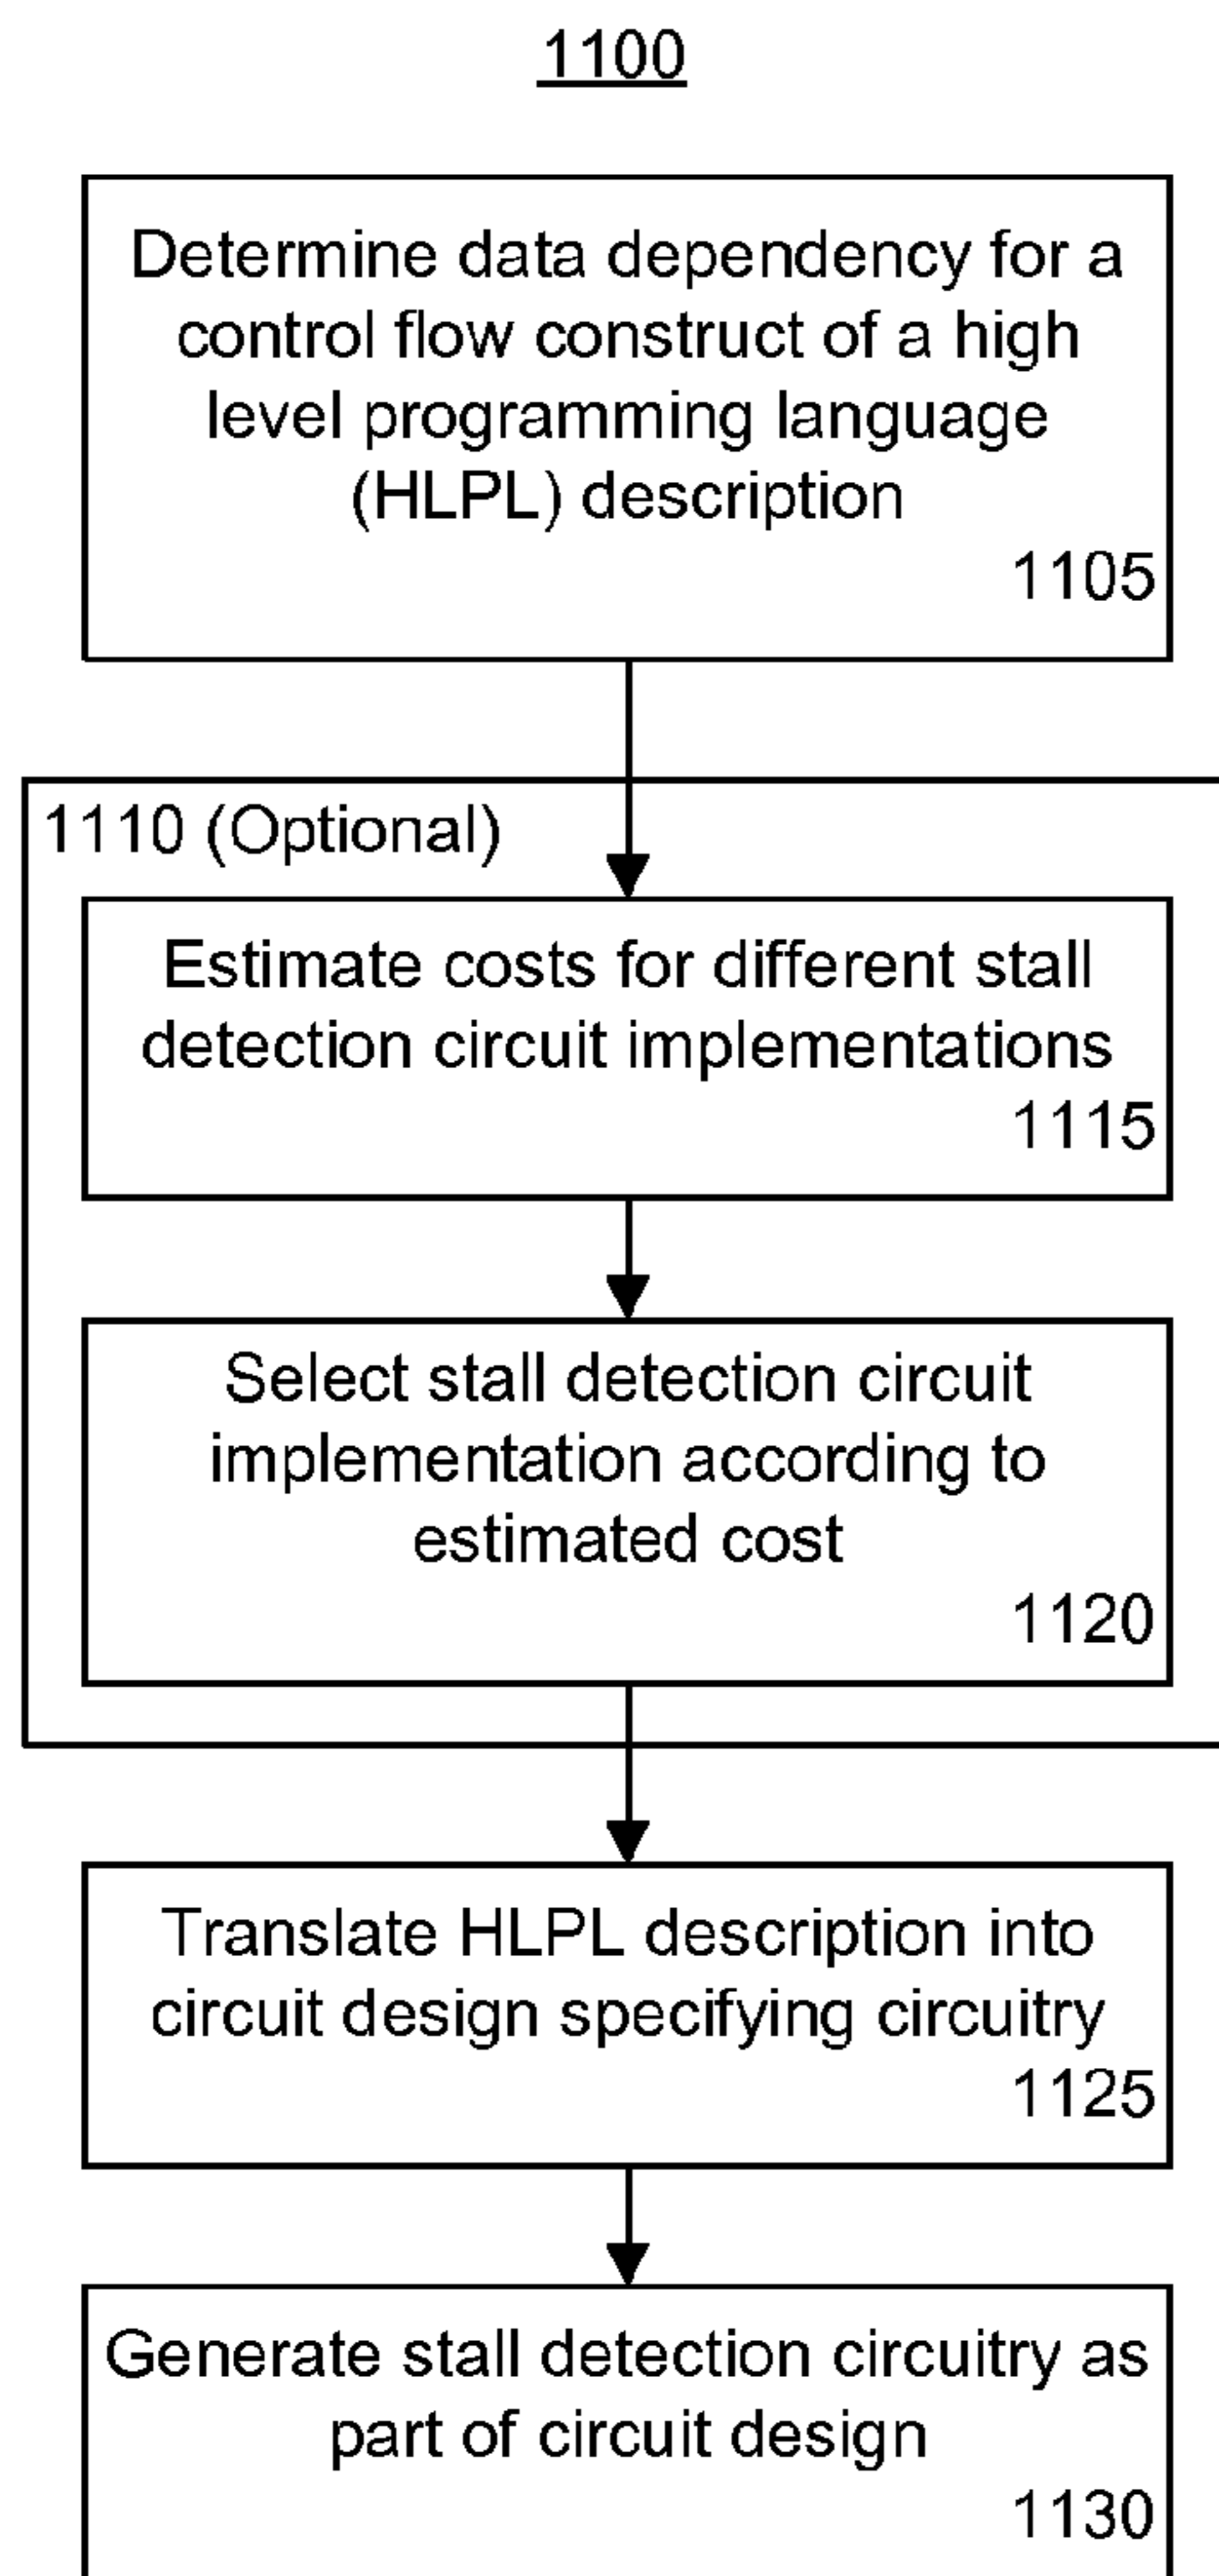 1100
Determine data dependency for a
control flow construct of a high
level programming language
(HLPL) description
1105
1110 (Optional)
Estimate costs for different stall
detection circuit implementations
1115
Select stall detection circuit
implementation according to
estimated cost
1120
Translate HLPL description into
circuit design specifying circuitry
1125
Generate stall detection circuitry as
part of circuit design
1130